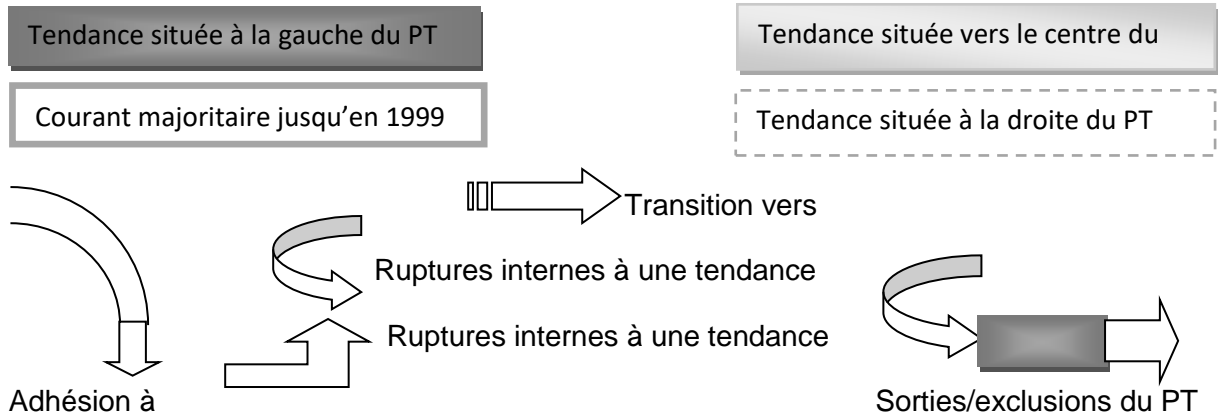 Tendance située à la gauche du PT
Tendance située vers le centre du
Courant majoritaire jusqu’en 1999
Tendance située à la droite du PT
Transition vers
Ruptures internes à une tendance
Ruptures internes à une tendance
Adhésion à
Sorties/exclusions du PT